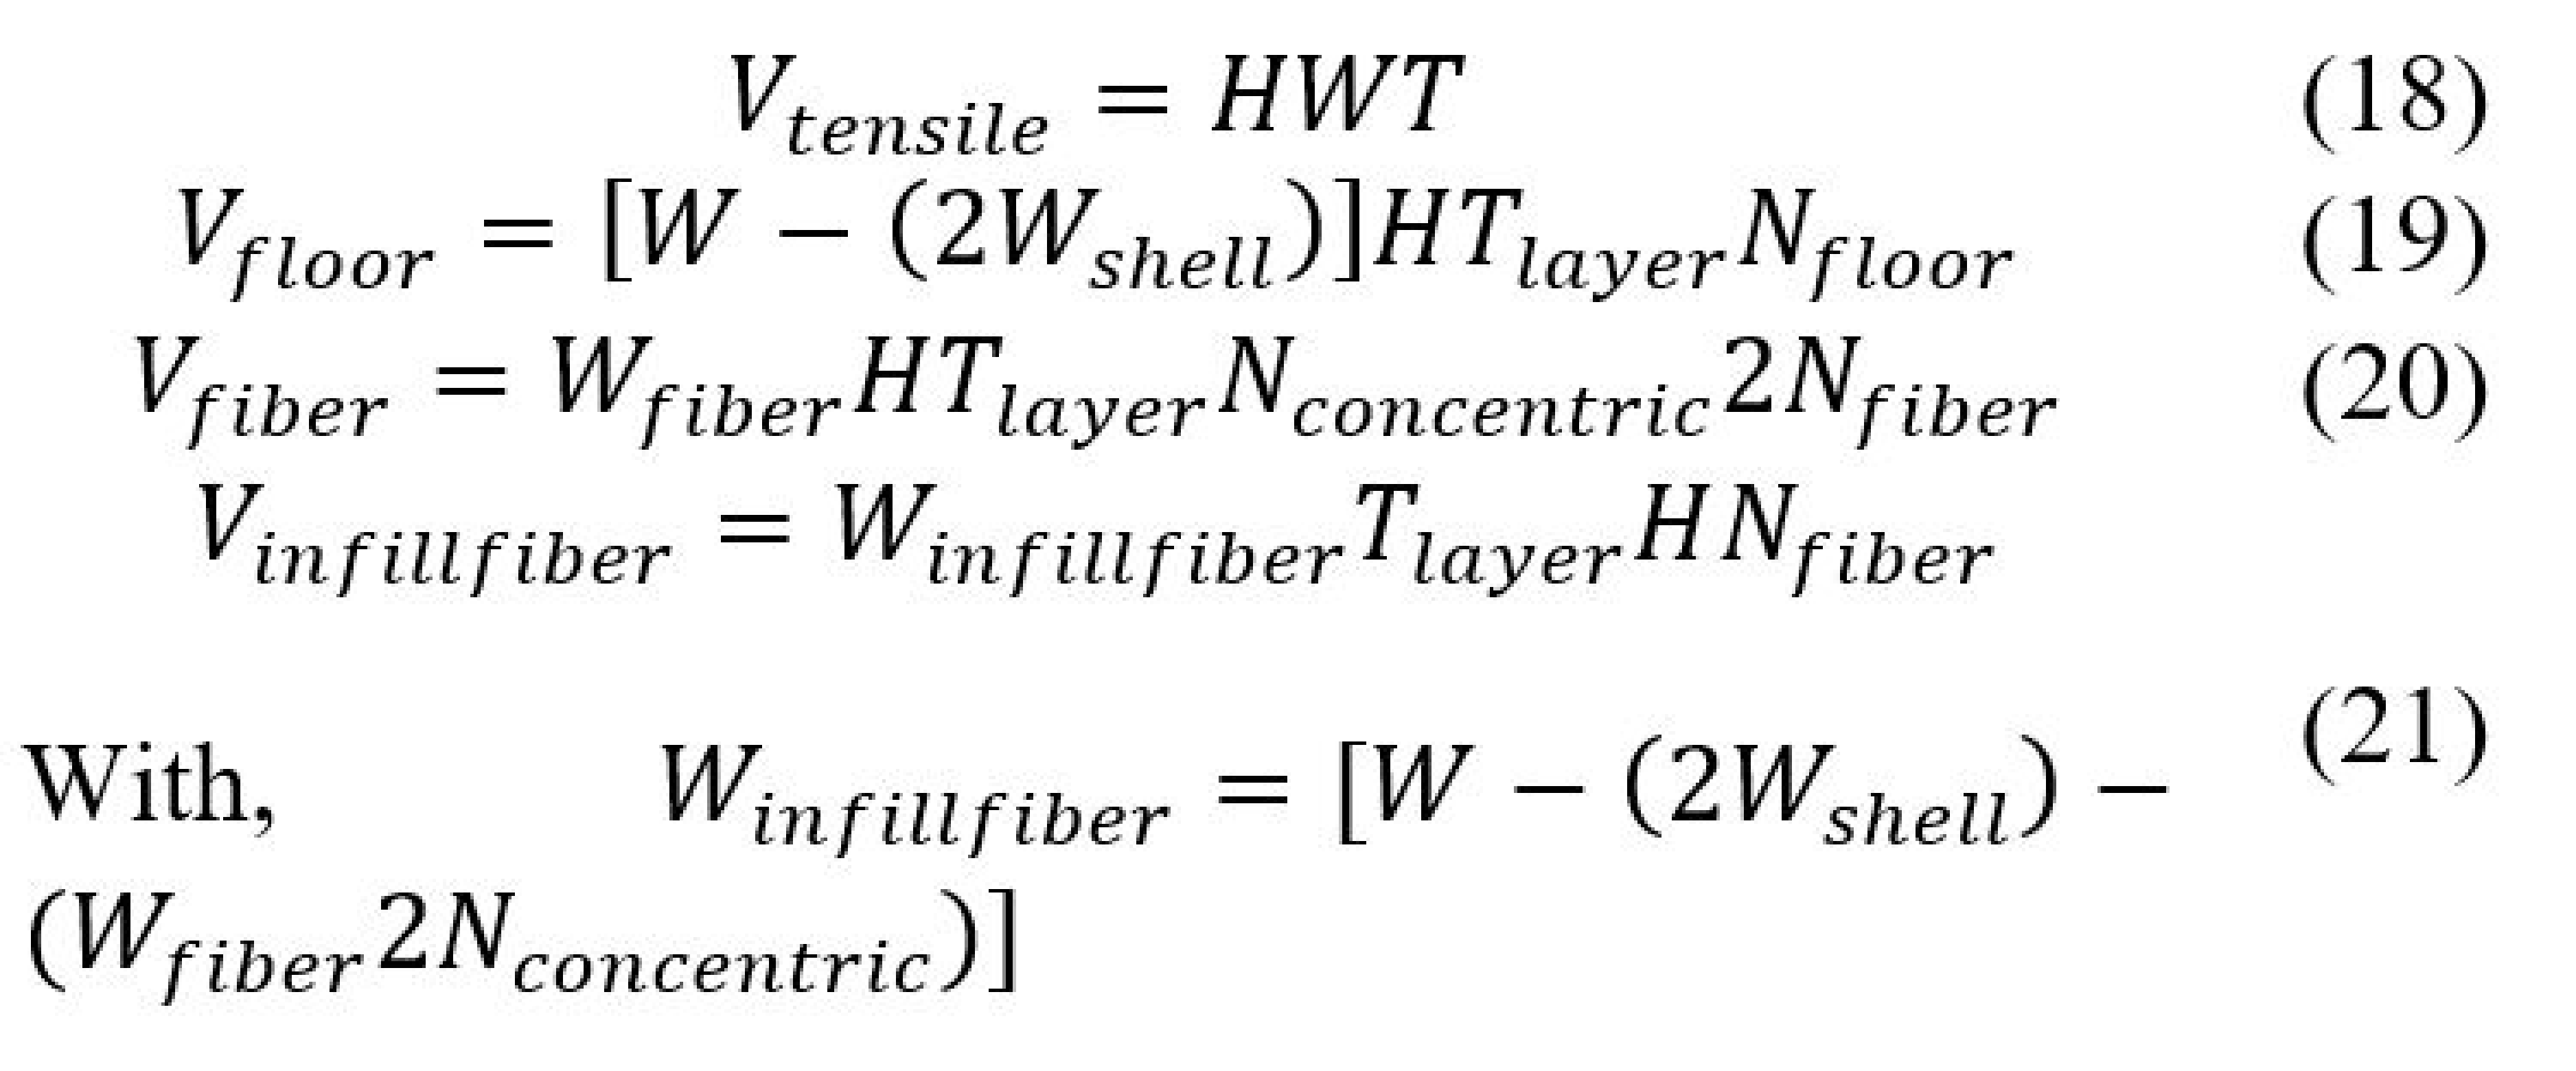 V_tensile = HWT (18)
V_floor = [W − (2W_shell)]HT_layer N_floor (19)
V_fiber = W_fiber HT_layer N_concentric 2N_fiber (20)
V_infillfiber = W_infillfiber T_layer HN_fiber
(21)
With, W_infillfiber = [W − (2W_shell) −
(W_fiber 2N_concentric)]